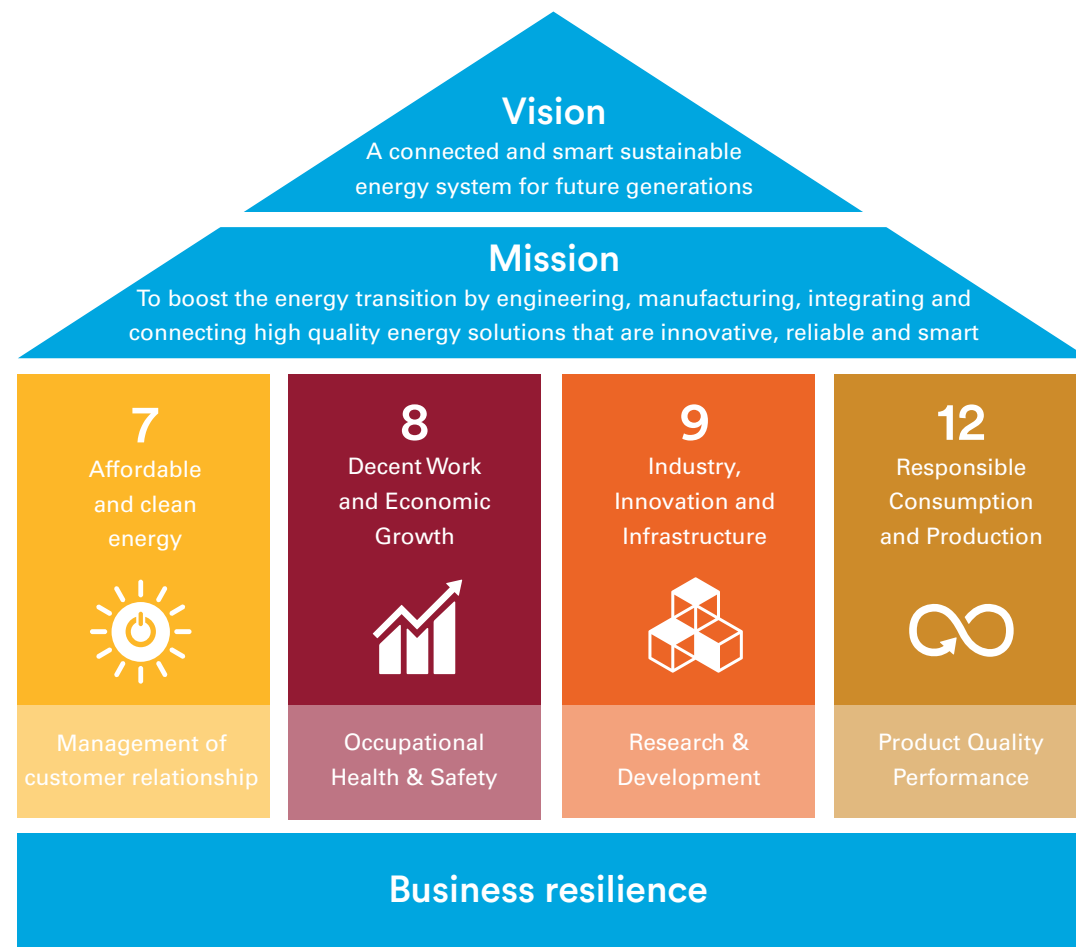 Vision
A connected and smart sustainable
energy system for future generations
Mission
To boost the energy transition by engineering, manufacturing, integrating and
connecting high quality energy solutions that are innovative, reliable and smart
7
Affordable
and clean
energy
Management of
customer relationship
8
Decent Work
and Economic
Growth
Occupational
Health & Safety
9
Industry,
Innovation and
Infrastructure
Research &
Development
12
Responsible
Consumption
and Production
Product Quality
Performance
Business resilience